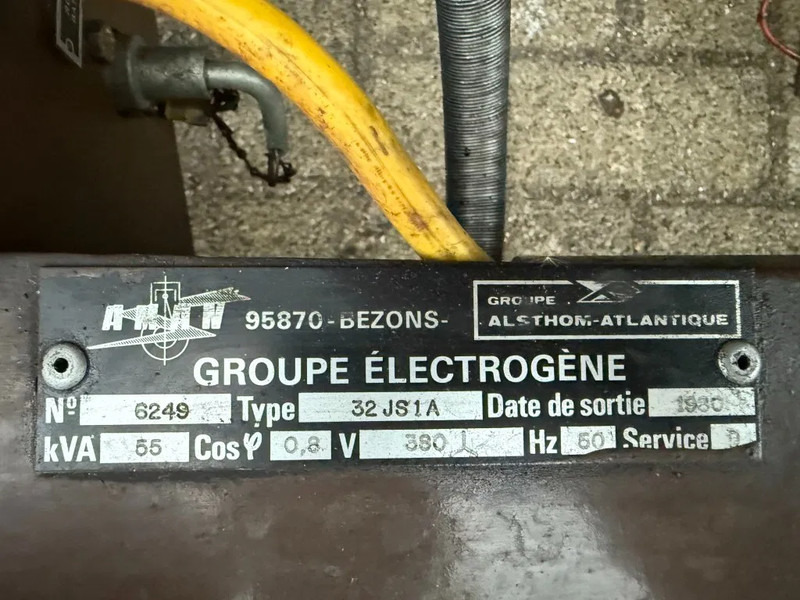 95870-BEZONS-
GROUPE
ALSTHOM-ATLANTIQUE
GROUPE ÉLECTROGÈNE
Nº 6249 Type 32 JS1A Date de sortie 1980
kVA 55 Cos φ 0,8 V 380 Hz 50 Service